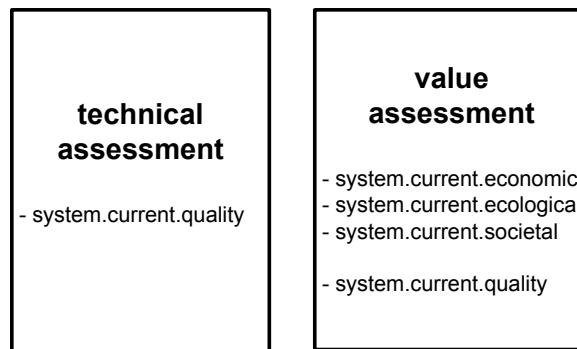 technical
assessment
- system.current.quality
value
assessment
- system.current.economic
- system.current.ecologica
- system.current.societal
- system.current.quality